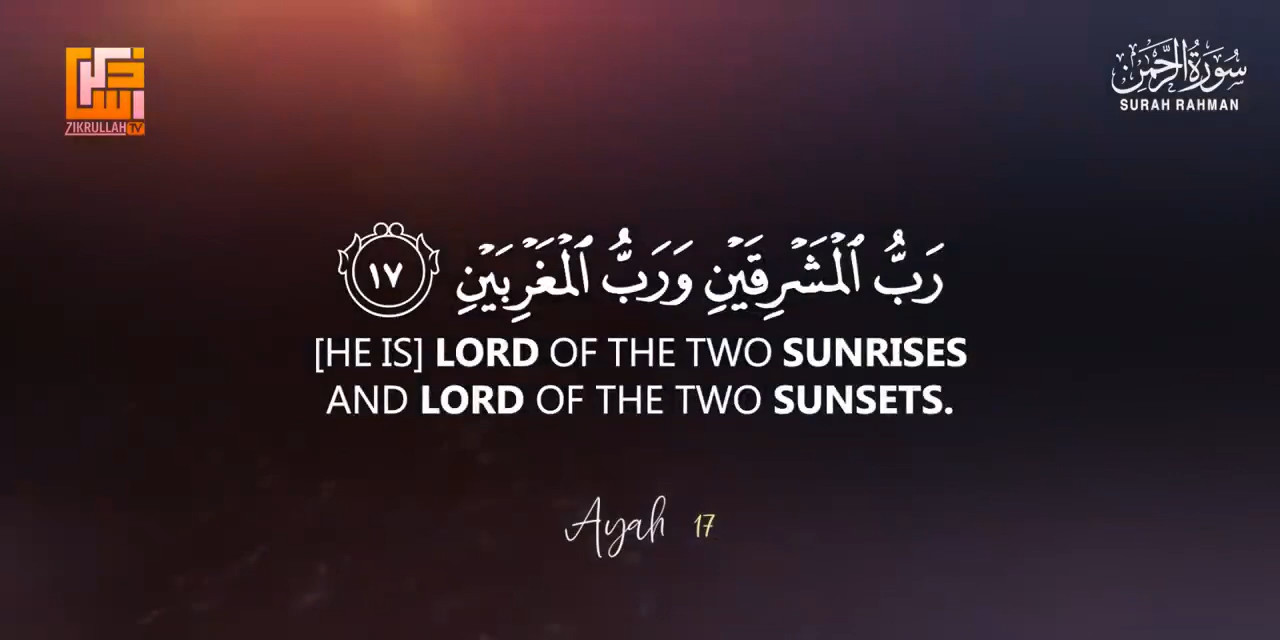 ZIKRULLAH TV
سُورَةُ الرَّحْمَٰن
SURAH RAHMAN
رَبُّ ٱلْمَشْرِقَيْنِ وَرَبُّ ٱلْمَغْرِبَيْنِ ١٧
[HE IS] LORD OF THE TWO SUNRISES
AND LORD OF THE TWO SUNSETS.
Ayah 17